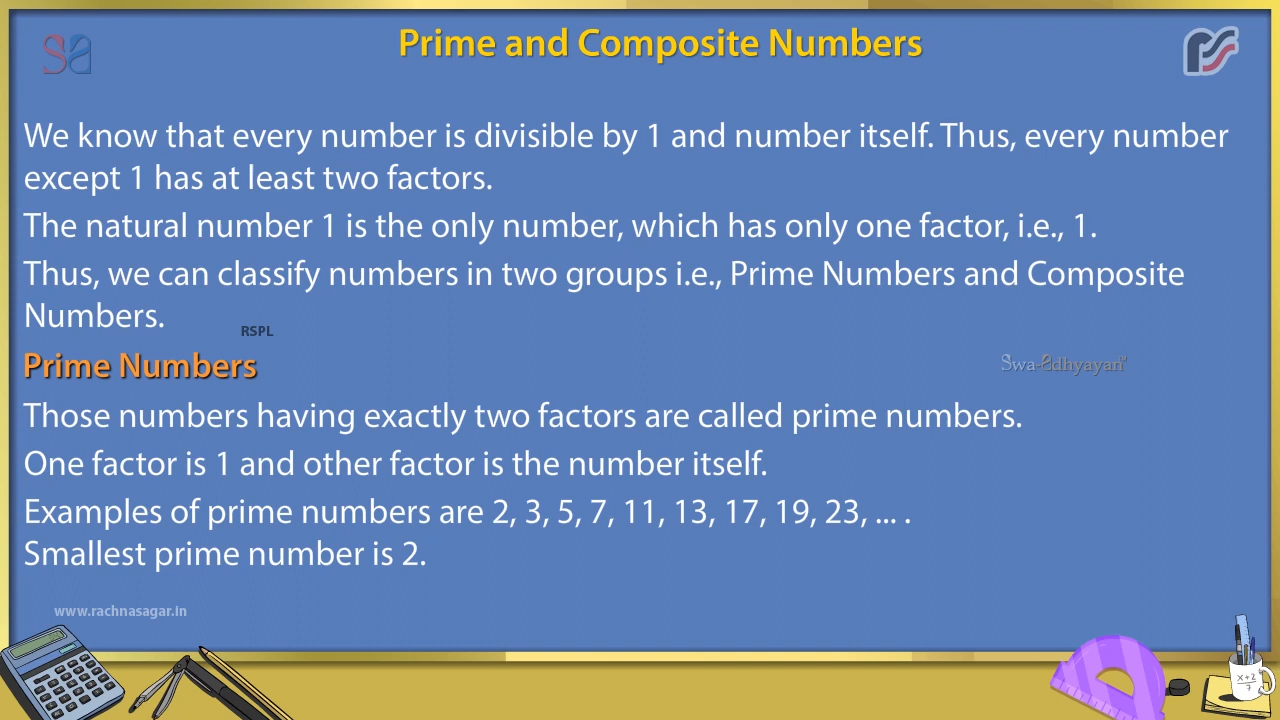 sa
Prime and Composite Numbers
rs
We know that every number is divisible by 1 and number itself. Thus, every number
except 1 has at least two factors.
The natural number 1 is the only number, which has only one factor, i.e., 1.
Thus, we can classify numbers in two groups i.e., Prime Numbers and Composite
Numbers.
RSPL
Prime Numbers
Swa-adhyayan
Those numbers having exactly two factors are called prime numbers.
One factor is 1 and other factor is the number itself.
Examples of prime numbers are 2, 3, 5, 7, 11, 13, 17, 19, 23, ... .
Smallest prime number is 2.
www.rachnasagar.in
x+2
7